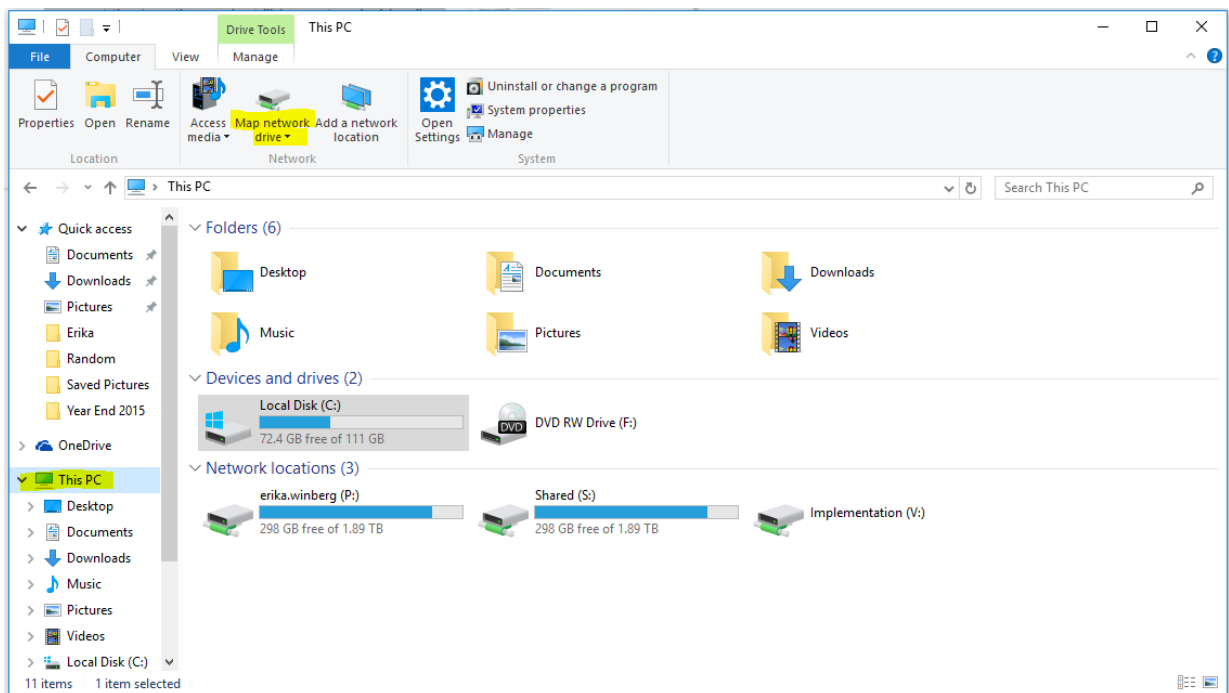 Drive Tools This PC
File Computer View Manage
Properties Open Rename Access media Map network drive Add a network location Open Settings Uninstall or change a program
System properties
Manage
Location Network System
This PC Search This PC
Quick access
Documents
Downloads
Pictures
Erika
Random
Saved Pictures
Year End 2015
OneDrive
This PC
Desktop
Documents
Downloads
Music
Pictures
Videos
Local Disk (C:)
Folders (6)
Desktop Documents Downloads
Music Pictures Videos
Devices and drives (2)
Local Disk (C:)
72.4 GB free of 111 GB
DVD
DVD RW Drive (F:)
Network locations (3)
erika.winberg (P:)
298 GB free of 1.89 TB
Shared (S:)
298 GB free of 1.89 TB
Implementation (V:)
11 items 1 item selected